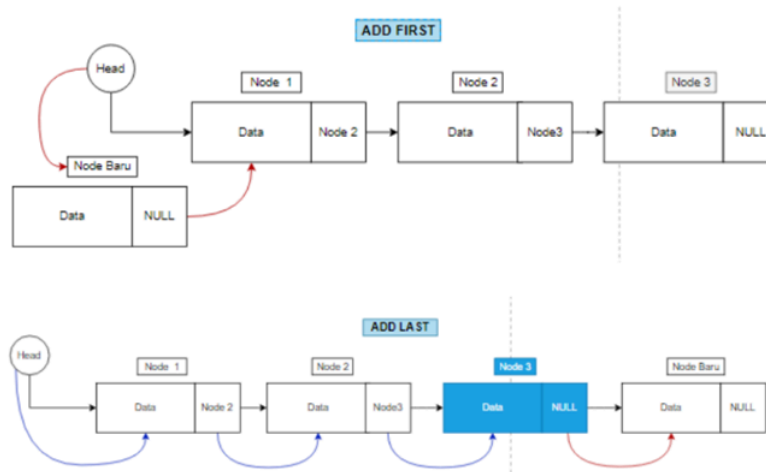 ADD FIRST
Head
Node 1
Node 2
Node 3
Data
Node 2
Data
Node3
Data
NULL
Node Baru
Data
NULL
ADD LAST
Head
Node 1
Node 2
Node 3
Node Baru
Data
Node 2
Data
Node3
Data
NULL
Data
NULL